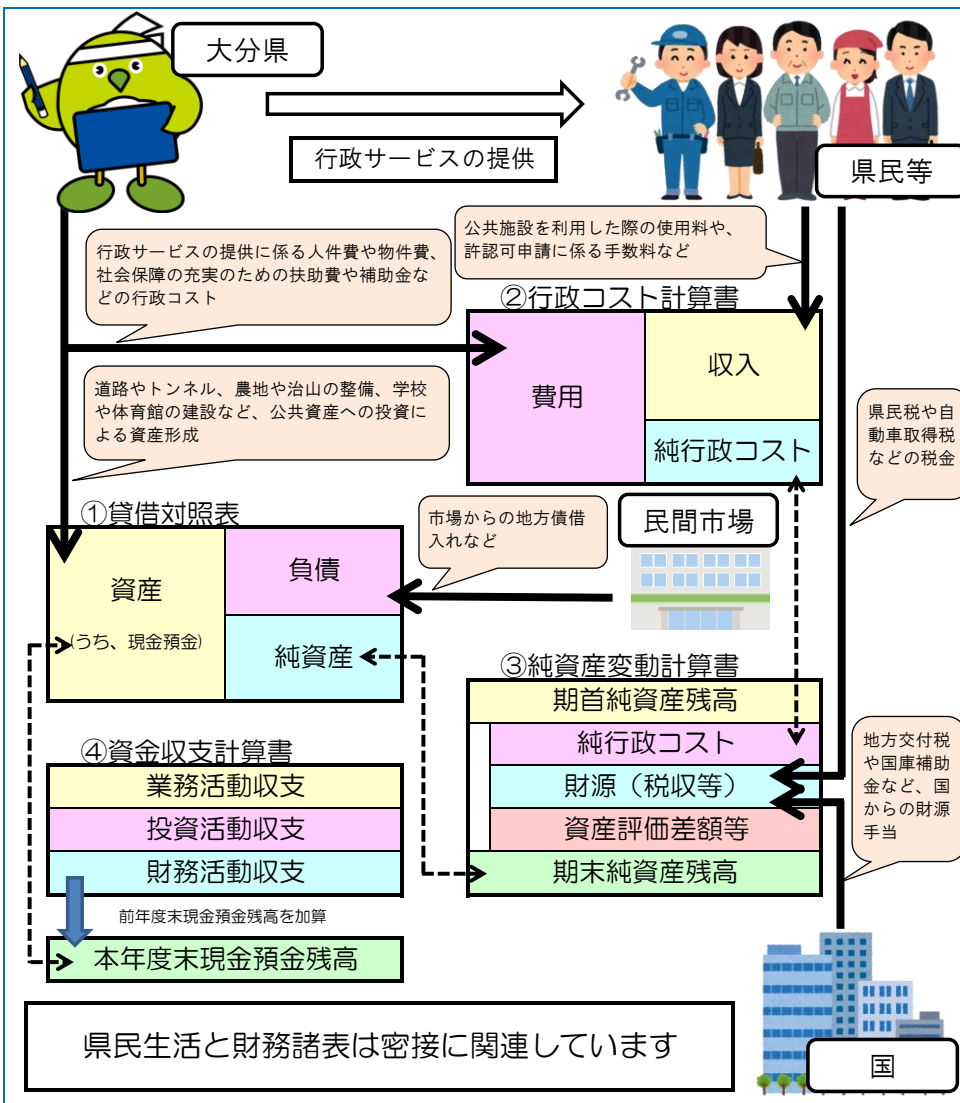 大分県
行政サービスの提供
県民等
行政サービスの提供に係る人件費や物件費、
社会保障の充実のための扶助費や補助金な
どの行政コスト
公共施設を利用した際の使用料や、
許認可申請に係る手数料など
②行政コスト計算書
費用
収入
純行政コスト
道路やトンネル、農地や治山の整備、学校
や体育館の建設など、公共資産への投資に
よる資産形成
県民税や自
動車取得税
などの税金
①貸借対照表
資産
(うち、現金預金)
負債
純資産
市場からの地方債借
入れなど
民間市場
③純資産変動計算書
期首純資産残高
純行政コスト
財源（税収等）
資産評価差額等
期末純資産残高
地方交付税
や国庫補助
金など、国
からの財源
手当
④資金収支計算書
業務活動収支
投資活動収支
財務活動収支
前年度末現金預金残高を加算
本年度末現金預金残高
県民生活と財務諸表は密接に関連しています
国